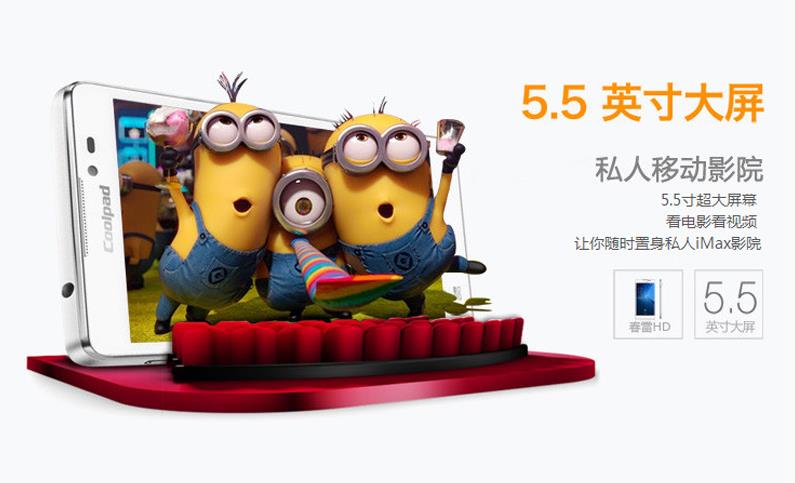 5.5 英寸大屏
私人移动影院
5.5寸超大屏幕
看电影看视频
让你随时置身私人iMax影院
春雷HD
5.5
英寸大屏
Coolpad